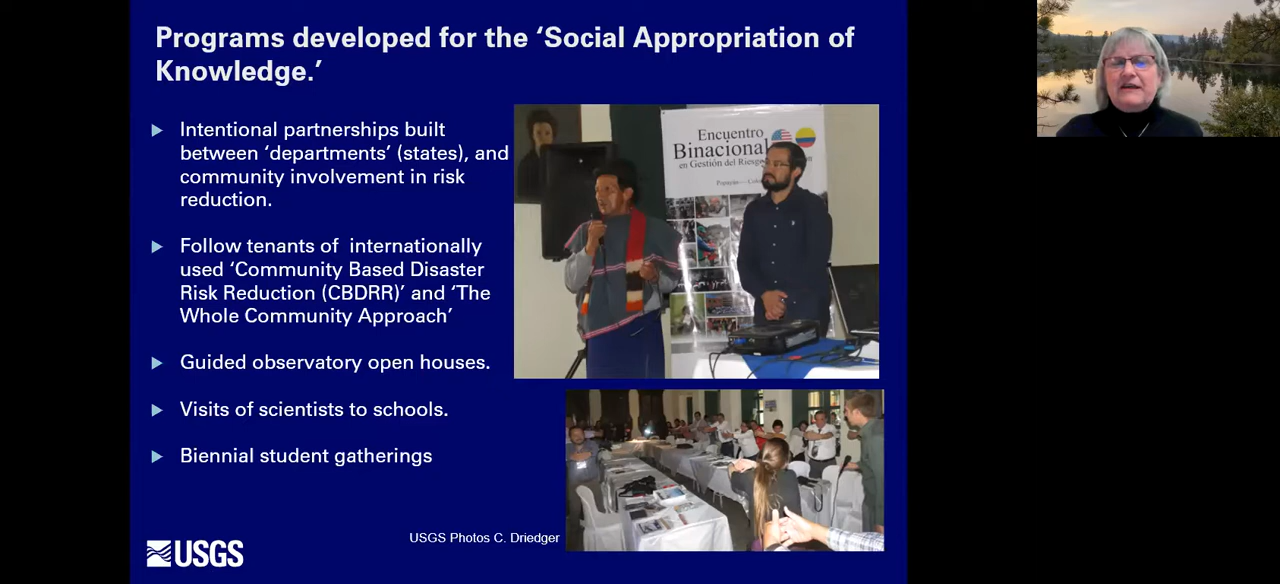 Programs developed for the ‘Social Appropriation of
Knowledge.’
Intentional partnerships built
between ‘departments’ (states), and
community involvement in risk
reduction.
Follow tenants of internationally
used ‘Community Based Disaster
Risk Reduction (CBDRR)’ and ‘The
Whole Community Approach’
Guided observatory open houses.
Visits of scientists to schools.
Biennial student gatherings
Encuentro
Binacional
en Gestión del Riesgo
USGS Photos C. Driedger
USGS